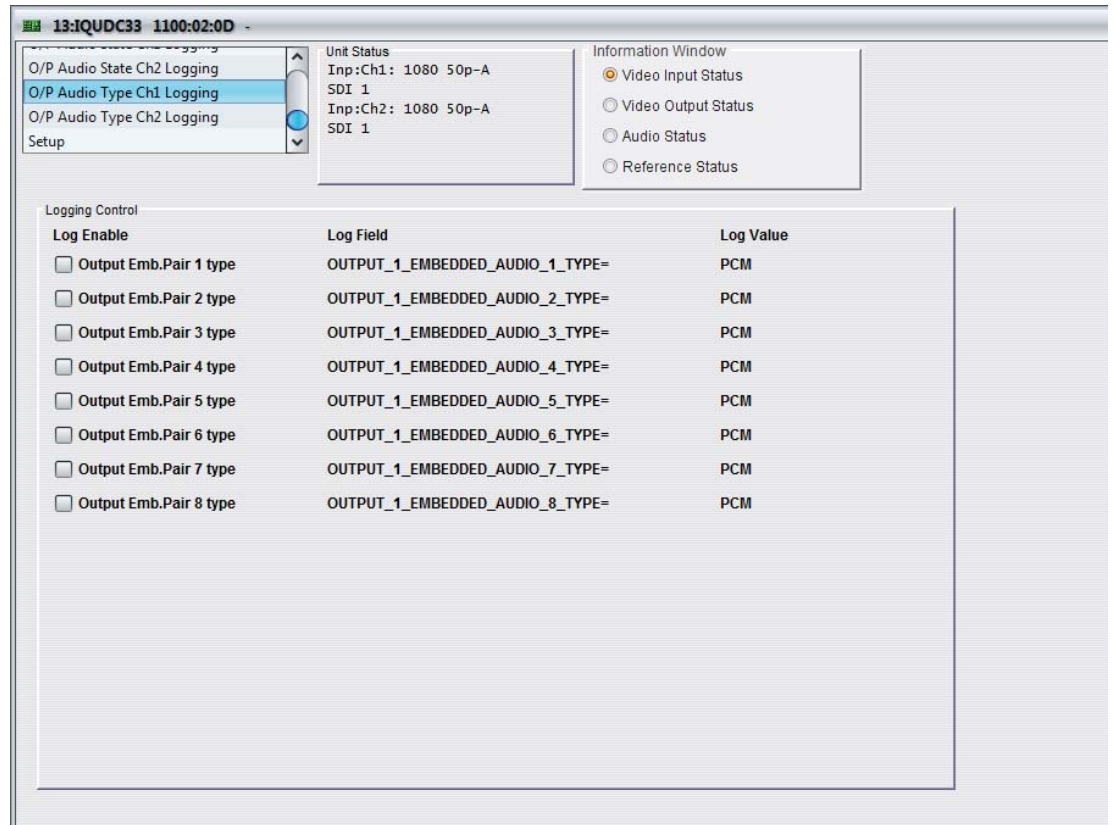 13:IQUDC33 1100:02:0D -
O/P Audio State Ch2 Logging
O/P Audio Type Ch1 Logging
O/P Audio Type Ch2 Logging
Setup
Unit Status
Inp:Ch1: 1080 50p-A
SDI 1
Inp:Ch2: 1080 50p-A
SDI 1
Information Window
Video Input Status
Video Output Status
Audio Status
Reference Status
Logging Control
Log Enable Log Field Log Value
Output Emb.Pair 1 type OUTPUT_1_EMBEDDED_AUDIO_1_TYPE= PCM
Output Emb.Pair 2 type OUTPUT_1_EMBEDDED_AUDIO_2_TYPE= PCM
Output Emb.Pair 3 type OUTPUT_1_EMBEDDED_AUDIO_3_TYPE= PCM
Output Emb.Pair 4 type OUTPUT_1_EMBEDDED_AUDIO_4_TYPE= PCM
Output Emb.Pair 5 type OUTPUT_1_EMBEDDED_AUDIO_5_TYPE= PCM
Output Emb.Pair 6 type OUTPUT_1_EMBEDDED_AUDIO_6_TYPE= PCM
Output Emb.Pair 7 type OUTPUT_1_EMBEDDED_AUDIO_7_TYPE= PCM
Output Emb.Pair 8 type OUTPUT_1_EMBEDDED_AUDIO_8_TYPE= PCM